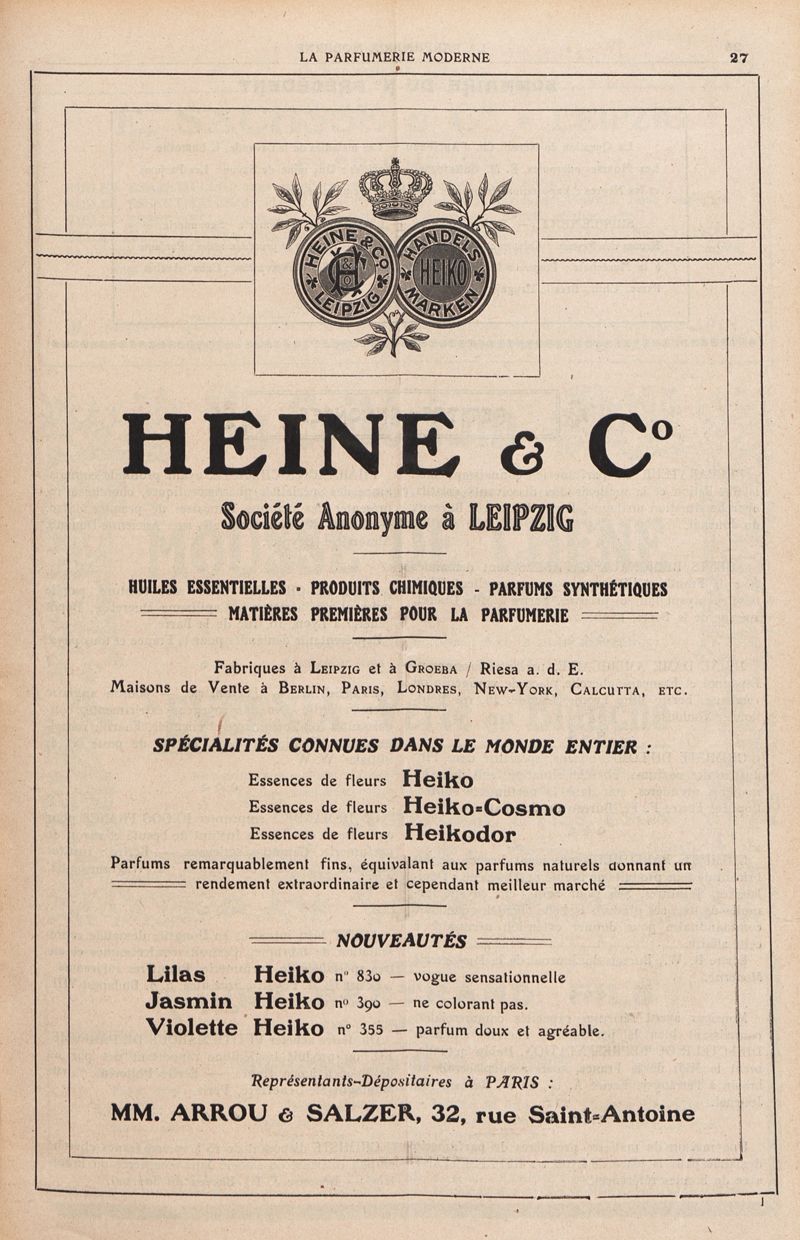 LA PARFUMERIE MODERNE
27
HEINE & Co.
LEIPZIG
H & Co
HANDELS
HEIKO
MARKEN
HEINE & Co
Société Anonyme à LEIPZIG
HUILES ESSENTIELLES - PRODUITS CHIMIQUES - PARFUMS SYNTHÉTIQUES
MATIÈRES PREMIÈRES POUR LA PARFUMERIE
Fabriques à LEIPZIG et à GROEBA / Riesa a. d. E.
Maisons de Vente à BERLIN, PARIS, LONDRES, NEW-YORK, CALCUTTA, ETC.
SPÉCIALITÉS CONNUES DANS LE MONDE ENTIER :
Essences de fleurs Heiko
Essences de fleurs Heiko=Cosmo
Essences de fleurs Heikodor
Parfums remarquablement fins, équivalant aux parfums naturels donnant un
rendement extraordinaire et cependant meilleur marché
NOUVEAUTÉS
Lilas Heiko n° 830 — vogue sensationnelle
Jasmin Heiko n° 390 — ne colorant pas.
Violette Heiko n° 355 — parfum doux et agréable.
Représentants-Dépositaires à PARIS :
MM. ARROU & SALZER, 32, rue Saint=Antoine
1